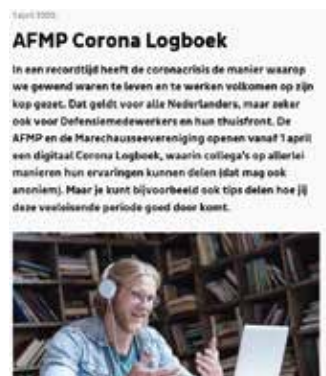 1 april 2020:
AFMP Corona Logboek
In een recordtijd heeft de coronacrisis de manier waarop
we gewend waren te leven en te werken volkomen op zijn
kop gezet. Dat geldt voor alle Nederlanders, maar zeker
ook voor Defensiemedewerkers en hun thuisfront. De
AFMP en de Marechausseevereniging openen vanaf 1 april
een digitaal Corona Logboek, waarin collega's op allerlei
manieren hun ervaringen kunnen delen (dat mag ook
anoniem). Maar je kunt bijvoorbeeld ook tips delen hoe jij
deze veeleisende periode goed door komt.